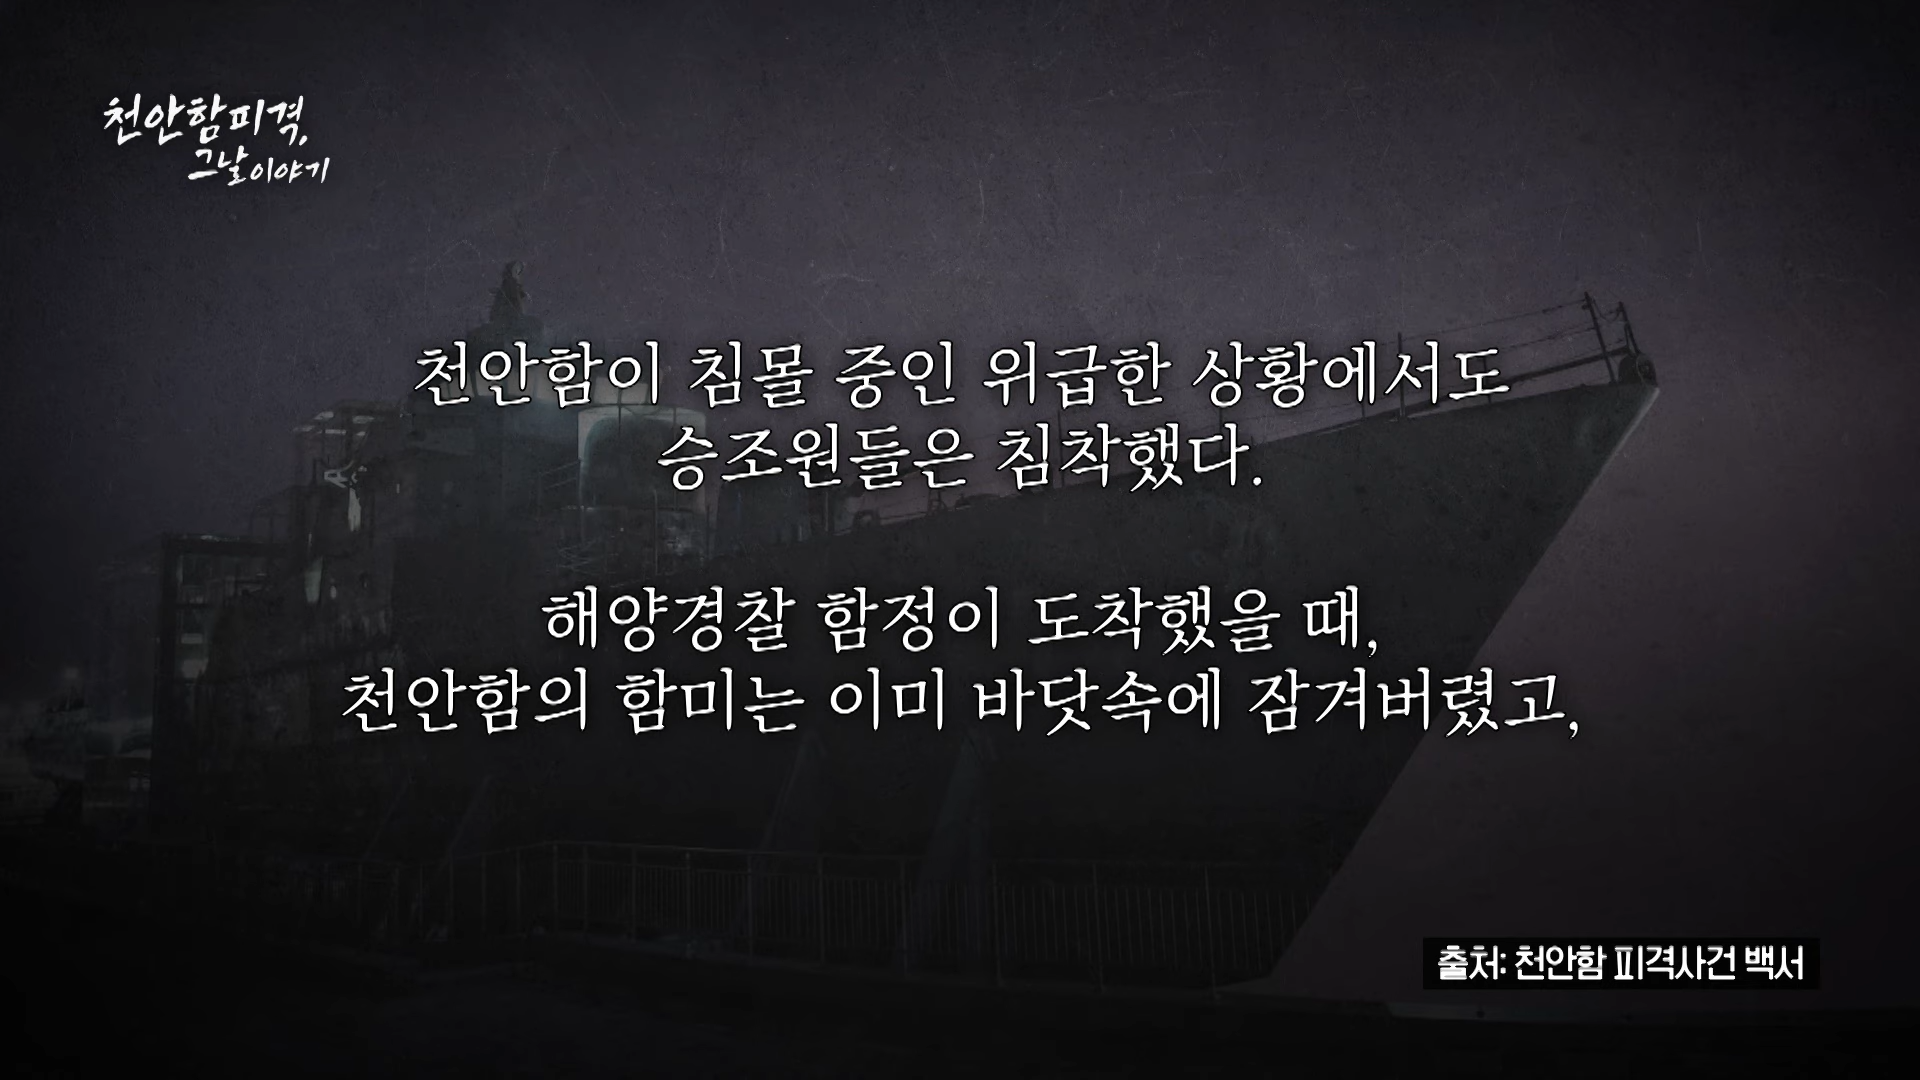 천안함피격,
그날 이야기
천안함이 침몰 중인 위급한 상황에서도
승조원들은 침착했다.
해양경찰 함정이 도착했을 때,
천안함의 함미는 이미 바닷속에 잠겨버렸고,
출처: 천안함 피격사건 백서